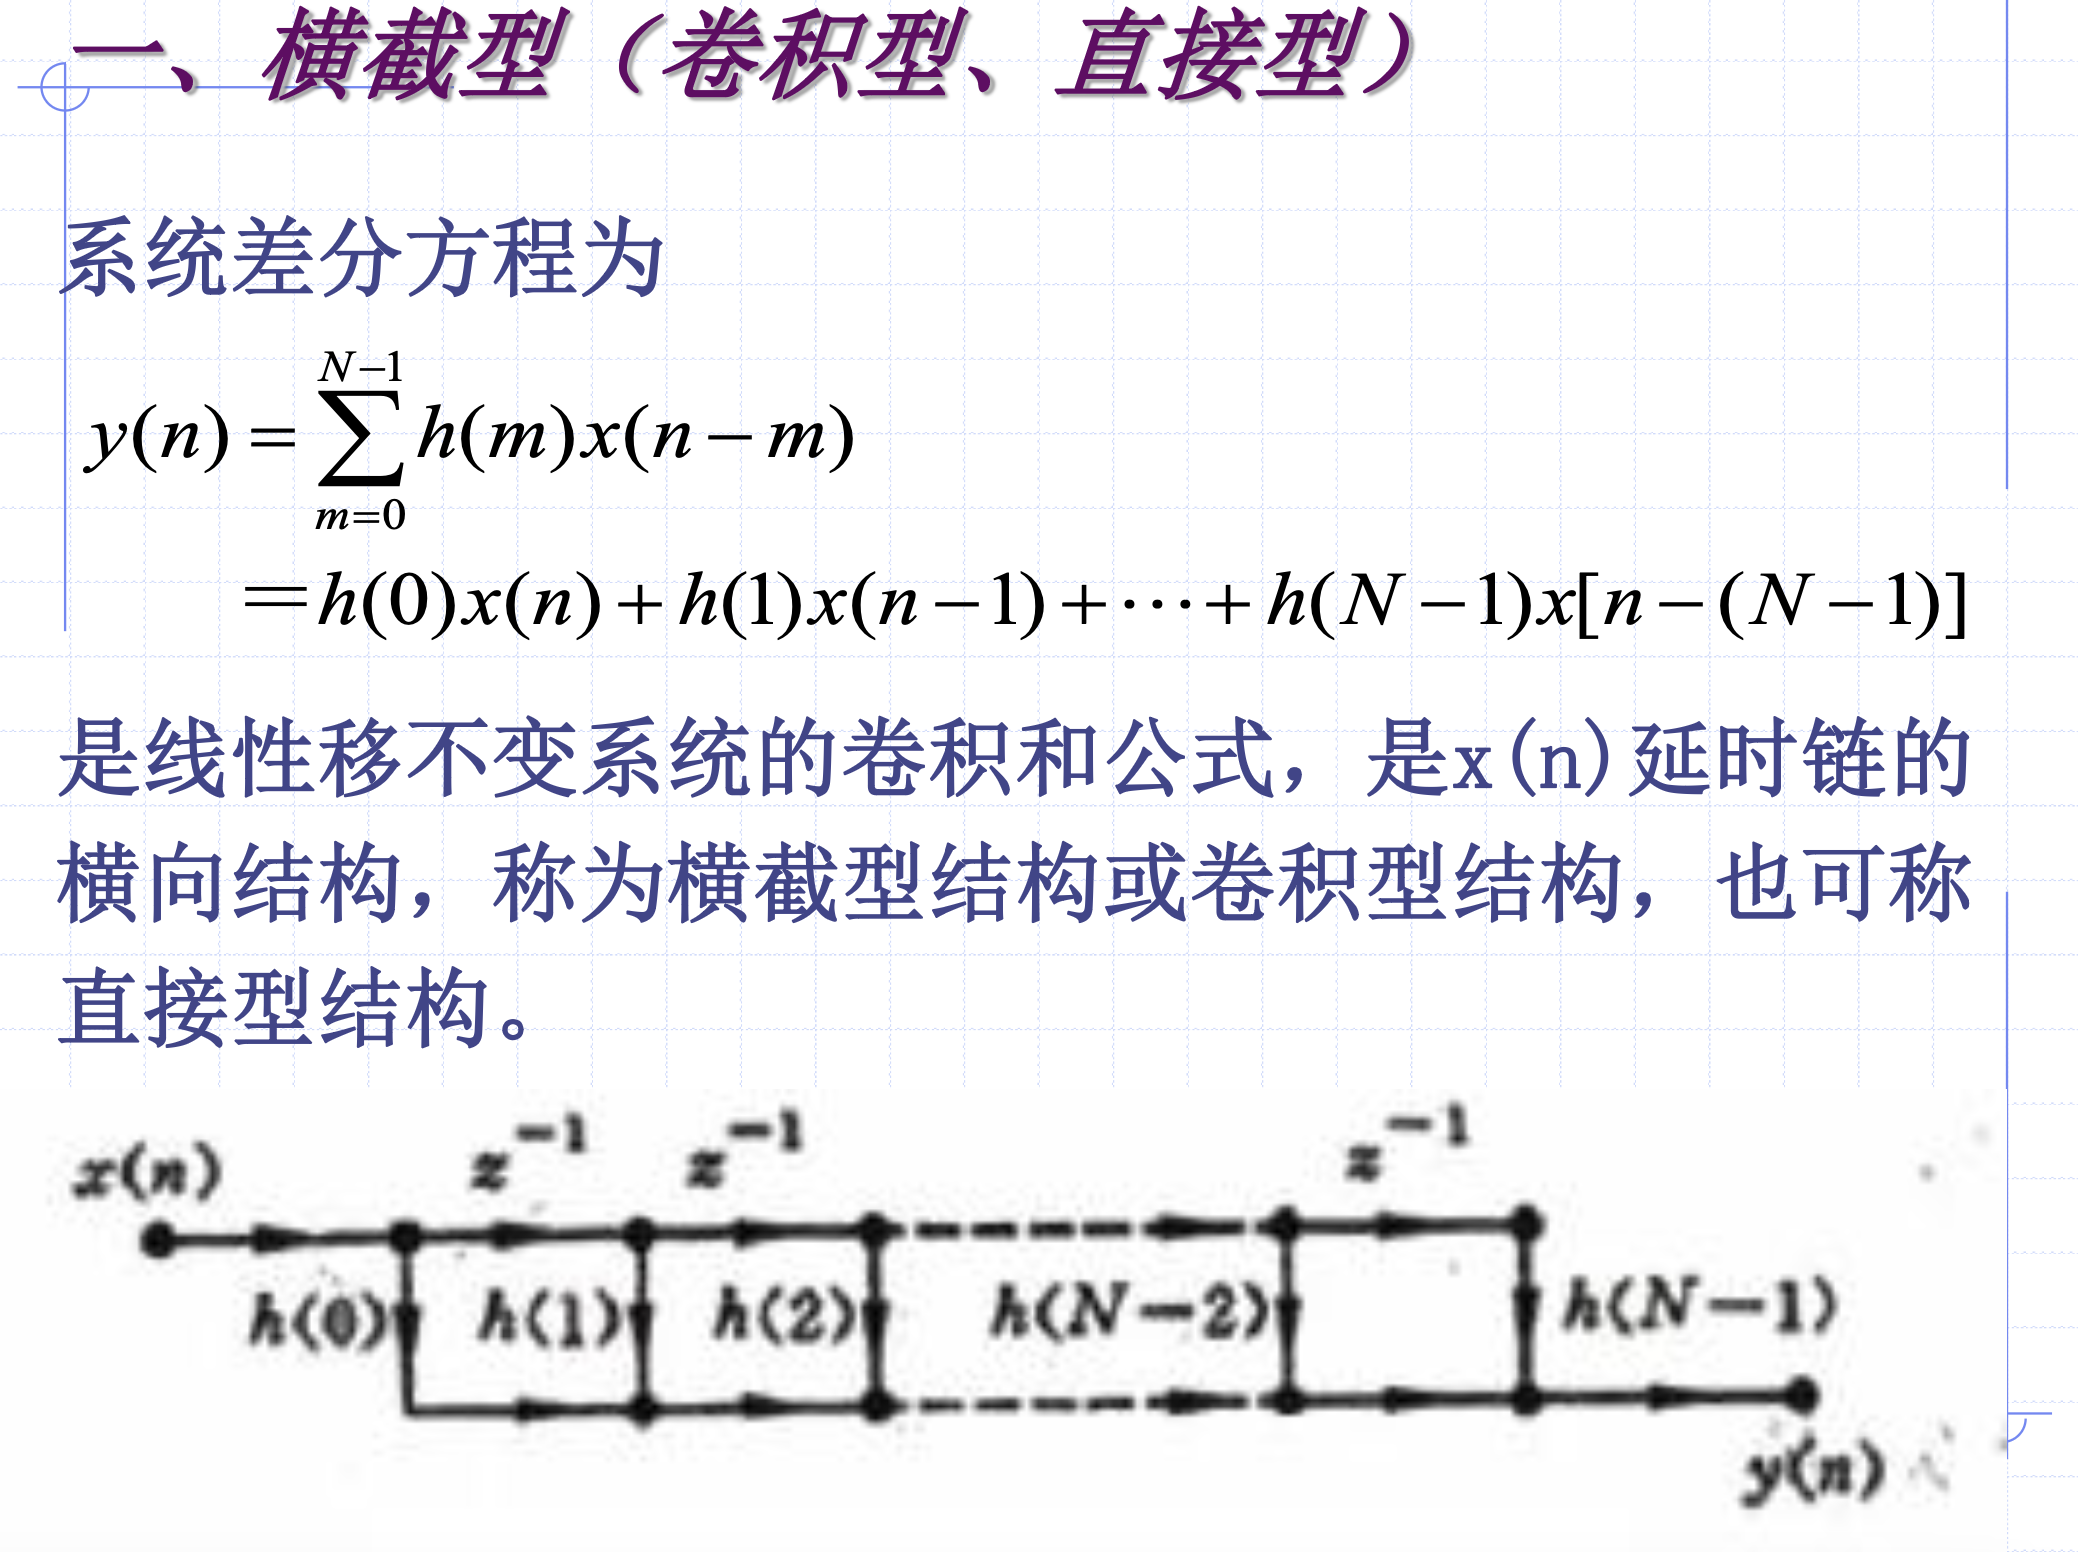 一、横截型（卷积型、直接型）
系统差分方程为
y(n) = \sum_{m=0}^{N-1} h(m)x(n-m)
=h(0)x(n)+h(1)x(n-1)+⋯+h(N-1)x[n-(N-1)]
是线性移不变系统的卷积和公式，是x(n)延时链的
横向结构，称为横截型结构或卷积型结构，也可称
直接型结构。
x(n) z^{-1} z^{-1} z^{-1}
h(0) h(1) h(2) h(N-2) h(N-1)
y(n)